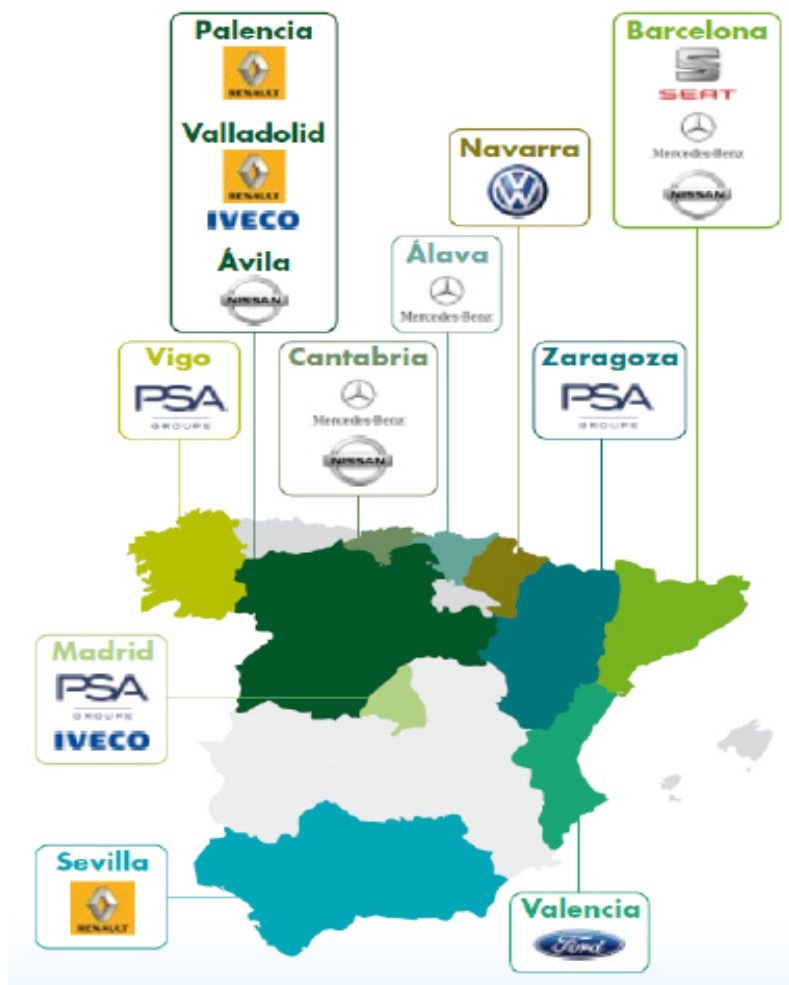 Palencia
RENAULT
Valladolid
RENAULT
IVECO
Ávila
NISSAN
Barcelona
SEAT
Mercedes-Benz
NISSAN
Navarra
Álava
Mercedes-Benz
Vigo
PSA
GROUPE
Cantabria
Mercedes-Benz
NISSAN
Zaragoza
PSA
GROUPE
Madrid
PSA
GROUPE
IVECO
Sevilla
RENAULT
Valencia
Ford